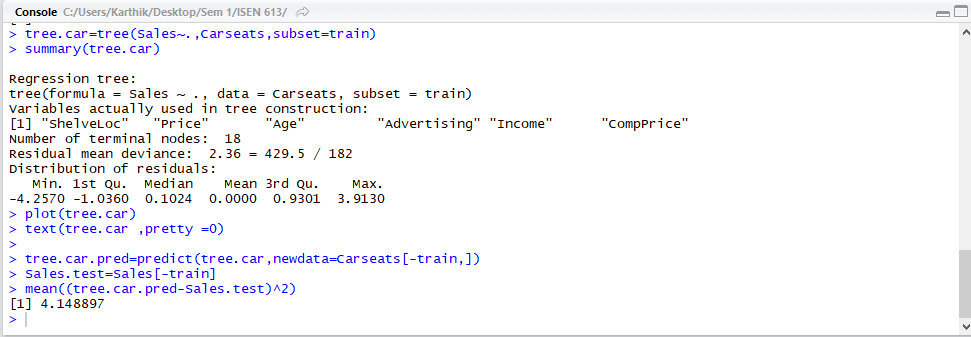 Console C:/Users/Karthik/Desktop/Sem 1/ISEN 613/
> tree.car=tree(Sales~.,Carseats,subset=train)
> summary(tree.car)
Regression tree:
tree(formula = Sales ~ ., data = Carseats, subset = train)
Variables actually used in tree construction:
[1] "ShelveLoc"   "Price"       "Age"         "Advertising" "Income"      "CompPrice"
Number of terminal nodes:  18
Residual mean deviance:  2.36 = 429.5 / 182
Distribution of residuals:
   Min. 1st Qu.  Median    Mean 3rd Qu.    Max.
-4.2570 -1.0360  0.1024  0.0000  0.9301  3.9130
> plot(tree.car)
> text(tree.car ,pretty =0)
>
> tree.car.pred=predict(tree.car,newdata=Carseats[-train,])
> Sales.test=Sales[-train]
> mean((tree.car.pred-Sales.test)^2)
[1] 4.148897
>